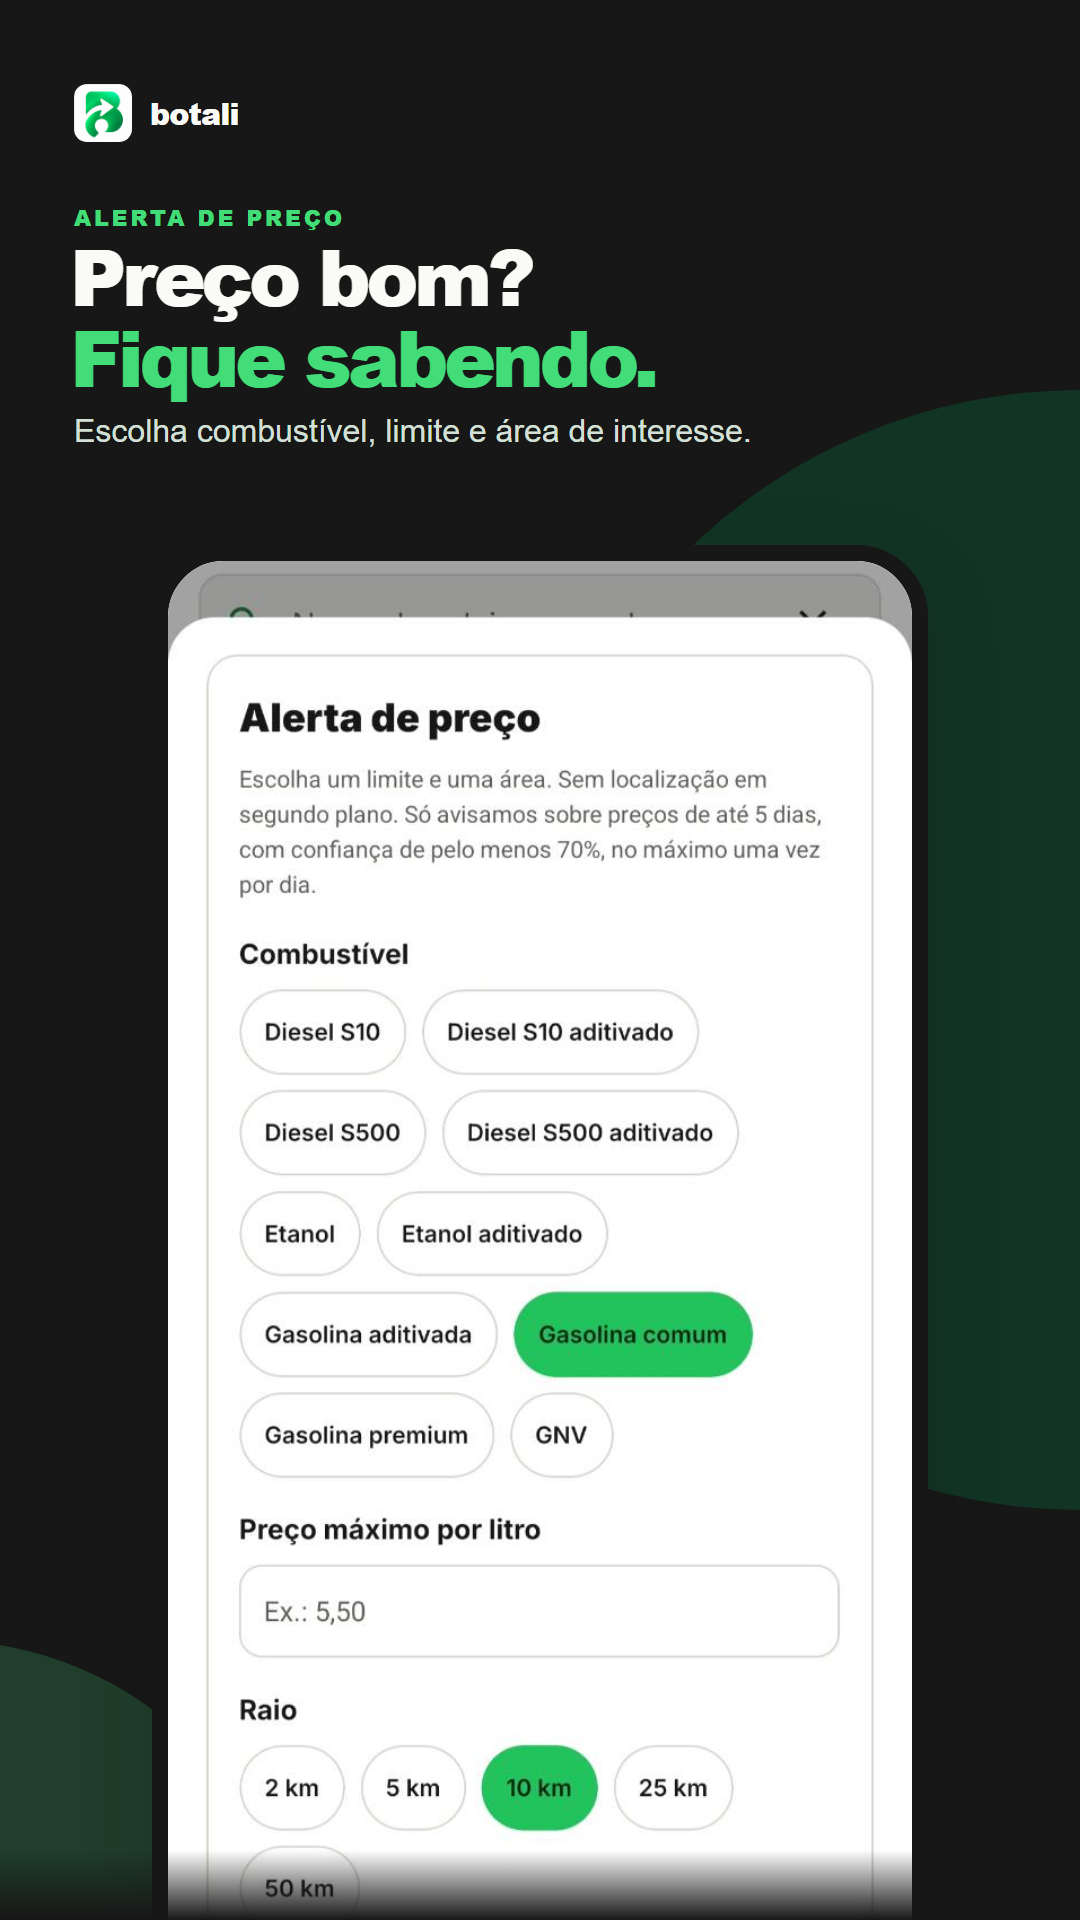 botali
ALERTA DE PREÇO
Preço bom?
Fique sabendo.
Escolha combustível, limite e área de interesse.
Alerta de preço
Escolha um limite e uma área. Sem localização em
segundo plano. Só avisamos sobre preços de até 5 dias,
com confiança de pelo menos 70%, no máximo uma vez
por dia.
Combustível
Diesel S10 Diesel S10 aditivado
Diesel S500 Diesel S500 aditivado
Etanol Etanol aditivado
Gasolina aditivada Gasolina comum
Gasolina premium GNV
Preço máximo por litro
Ex.: 5,50
Raio
2 km 5 km 10 km 25 km
50 km